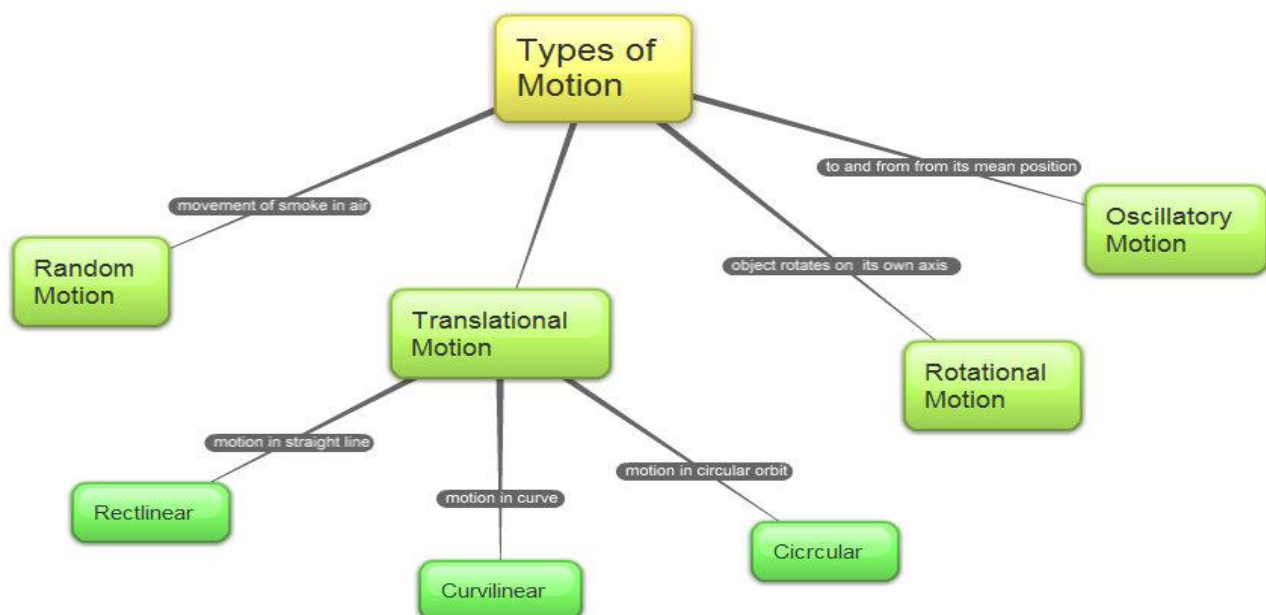 Types of
Motion
to and from from its mean position
movement of smoke in air
Oscillatory
Motion
Random
Motion
object rotates on its own axis
Translational
Motion
Rotational
Motion
motion in straight line
motion in circular orbit
motion in curve
Rectlinear
Cicrcular
Curvilinear